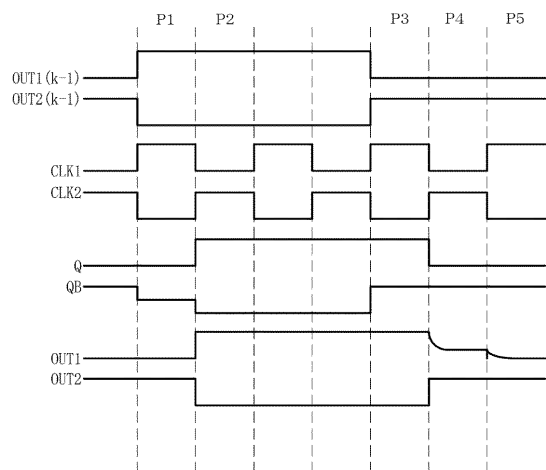 P1 P2 P3 P4 P5
OUT1(k-1)
OUT2(k-1)
CLK1
CLK2
Q
QB
OUT1
OUT2